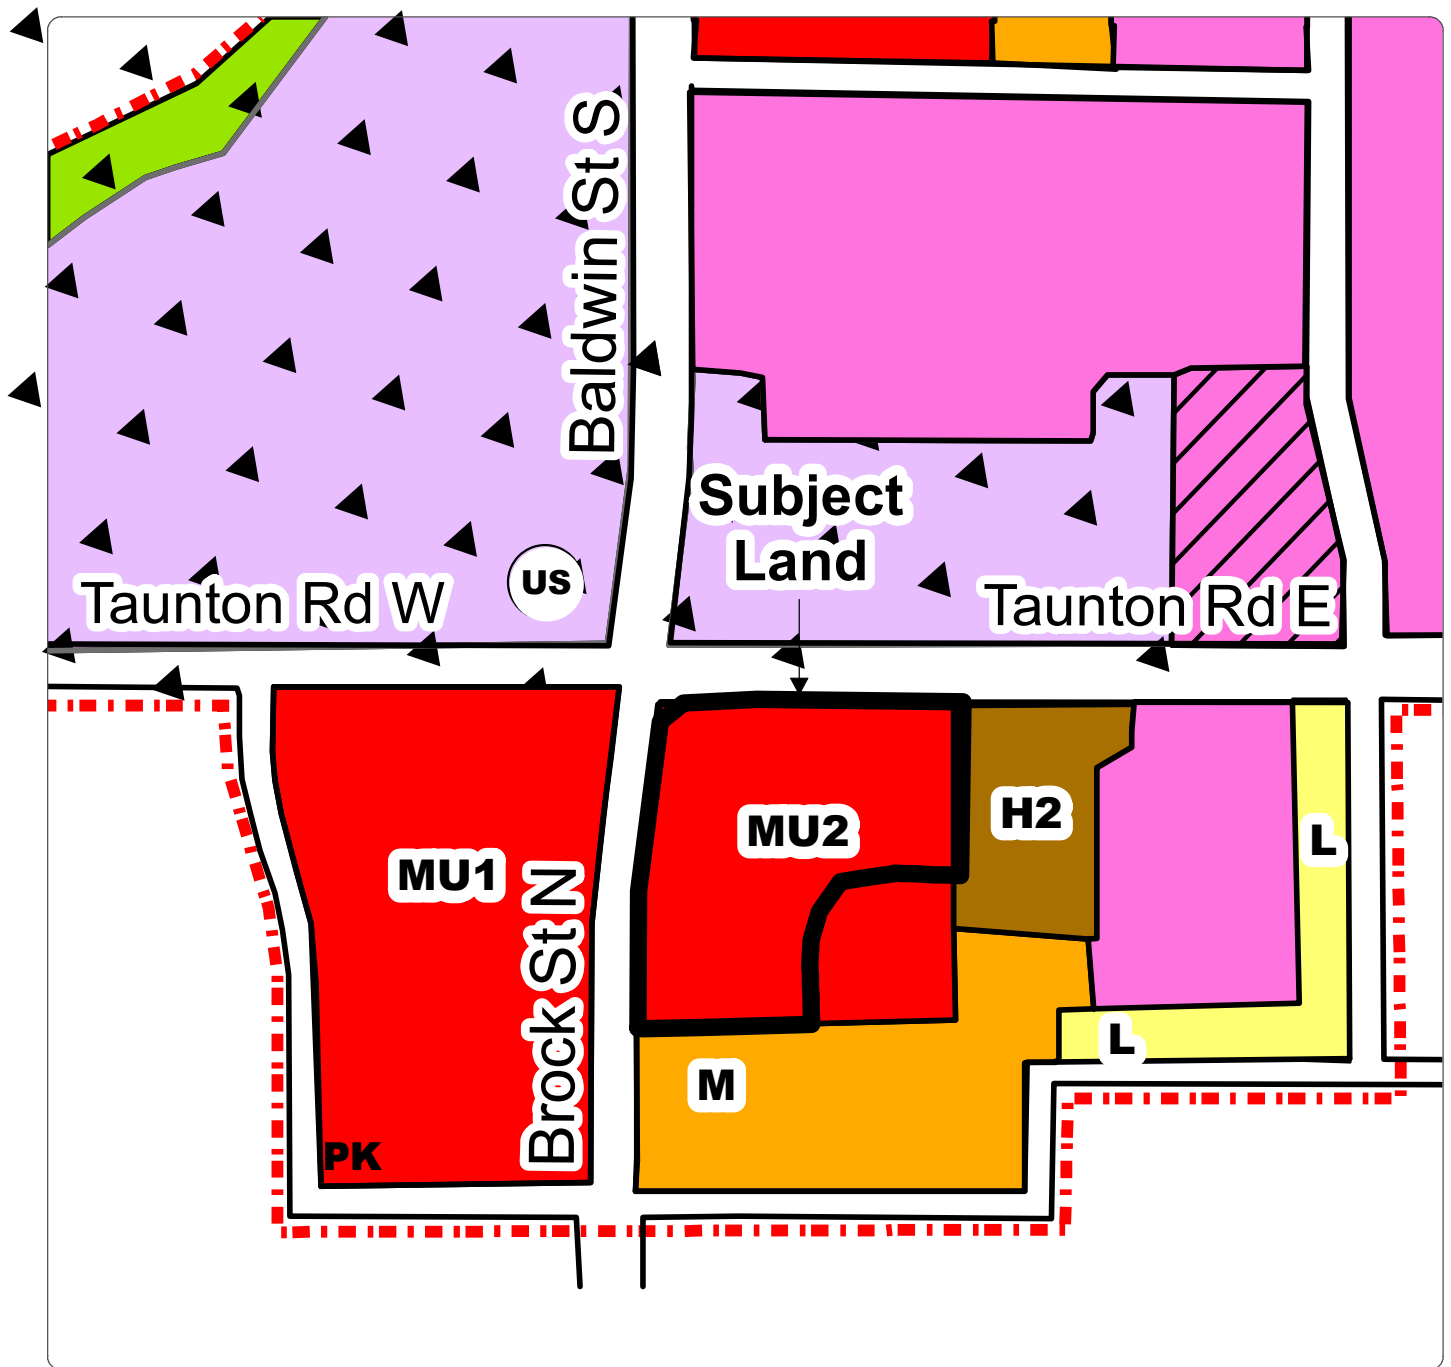 Baldwin St S
Subject
Land
US
Taunton Rd W
Taunton Rd E
MU1
MU2
H2
L
Brock St N
L
M
PK